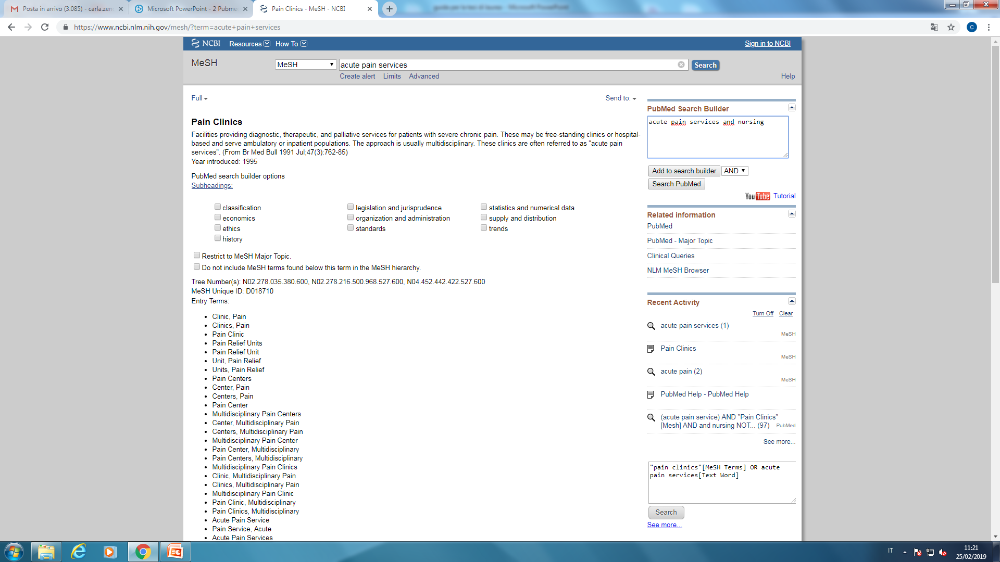 Posta in arrivo (3.085) - carla.zen
Microsoft PowerPoint - 2 Pubme
Pain Clinics - MeSH - NCBI
https://www.ncbi.nlm.nih.gov/mesh/?term=acute+pain+services
C
NCBI Resources How To
Sign in to NCBI
MeSH
MeSH
acute pain services
Search
Create alert Limits Advanced
Help
Full
Send to:
Pain Clinics
Facilities providing diagnostic, therapeutic, and palliative services for patients with severe chronic pain. These may be free-standing clinics or hospital-
based and serve ambulatory or inpatient populations. The approach is usually multidisciplinary. These clinics are often referred to as "acute pain
services". (From Br Med Bull 1991 Jul;47(3):762-85)
Year introduced: 1995
PubMed search builder options
Subheadings:
classification
economics
ethics
history
legislation and jurisprudence
organization and administration
standards
statistics and numerical data
supply and distribution
trends
Restrict to MeSH Major Topic.
Do not include MeSH terms found below this term in the MeSH hierarchy.
Tree Number(s): N02.278.035.380.600, N02.278.216.500.968.527.600, N04.452.442.422.527.600
MeSH Unique ID: D018710
Entry Terms:
Clinic, Pain
Clinics, Pain
Pain Clinic
Pain Relief Units
Pain Relief Unit
Unit, Pain Relief
Units, Pain Relief
Pain Centers
Center, Pain
Centers, Pain
Pain Center
Multidisciplinary Pain Centers
Center, Multidisciplinary Pain
Centers, Multidisciplinary Pain
Multidisciplinary Pain Center
Pain Center, Multidisciplinary
Pain Centers, Multidisciplinary
Multidisciplinary Pain Clinics
Clinic, Multidisciplinary Pain
Clinics, Multidisciplinary Pain
Multidisciplinary Pain Clinic
Pain Clinic, Multidisciplinary
Pain Clinics, Multidisciplinary
Acute Pain Service
Pain Service, Acute
Acute Pain Services
PubMed Search Builder
acute pain services and nursing
Add to search builder AND
Search PubMed
YouTube Tutorial
Related information
PubMed
PubMed - Major Topic
Clinical Queries
NLM MeSH Browser
Recent Activity
Turn Off Clear
acute pain services (1)
MeSH
Pain Clinics
MeSH
acute pain (2)
MeSH
PubMed Help - PubMed Help
(acute pain service) AND "Pain Clinics"
[Mesh] AND and nursing NOT... (97) PubMed
See more...
"pain clinics"[MeSH Terms] OR acute
pain services[Text Word]
Search
See more...
IT
11:21
25/02/2019